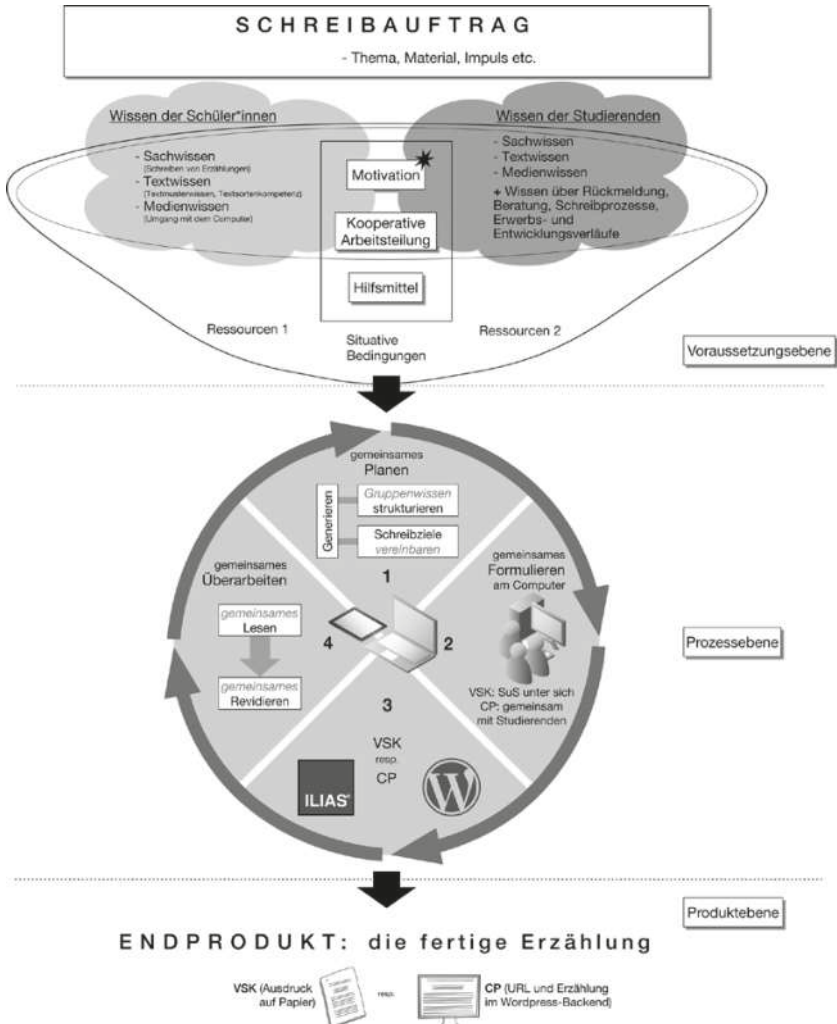 SCHREIBAUFTRAG
- Thema, Material, Impuls etc.
Wissen der Schüler*innen
- Sachwissen
(Schreiben von Erzählungen)
- Textwissen
(Textmusterwissen, Textsortenkompetenz)
- Medienwissen
(Umgang mit dem Computer)
Motivation
Kooperative
Arbeitsteilung
Hilfsmittel
Wissen der Studierenden
- Sachwissen
- Textwissen
- Medienwissen
+ Wissen über Rückmeldung,
Beratung, Schreibprozesse,
Erwerbs- und
Entwicklungsverläufe
Ressourcen 1
Situative
Bedingungen
Ressourcen 2
Voraussetzungsebene
gemeinsames
Planen
Generieren
Gruppenwissen
strukturieren
Schreibziele
vereinbaren
1
gemeinsames
Formulieren
am Computer
2
VSK: SuS unter sich
CP: gemeinsam
mit Studierenden
3
VSK
resp.
CP
ILIAS®
W
gemeinsames
Überarbeiten
4
gemeinsames
Lesen
gemeinsames
Revidieren
Prozessebene
Produktebene
ENDPRODUKT: die fertige Erzählung
VSK (Ausdruck
auf Papier)
resp.
CP (URL und Erzählung
im Wordpress-Backend)